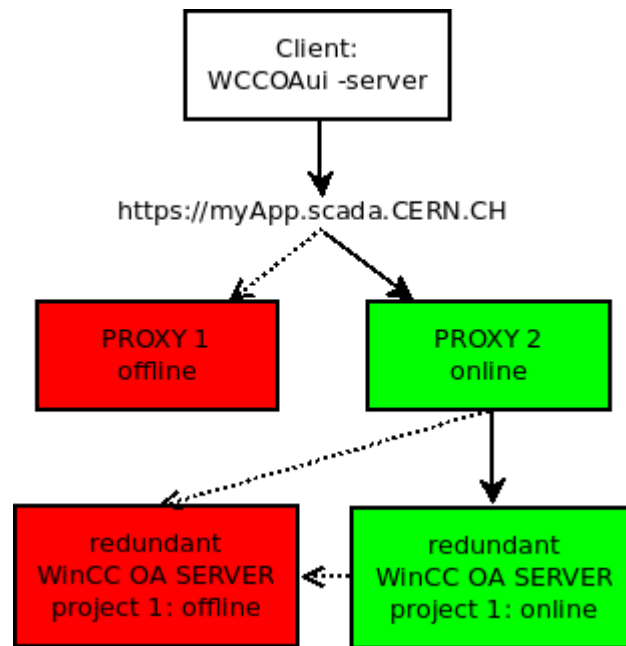 Client:
WCCOAui -server
https://myApp.scada.CERN.CH
PROXY 1
offline
PROXY 2
online
redundant
WinCC OA SERVER
project 1: offline
redundant
WinCC OA SERVER
project 1: online